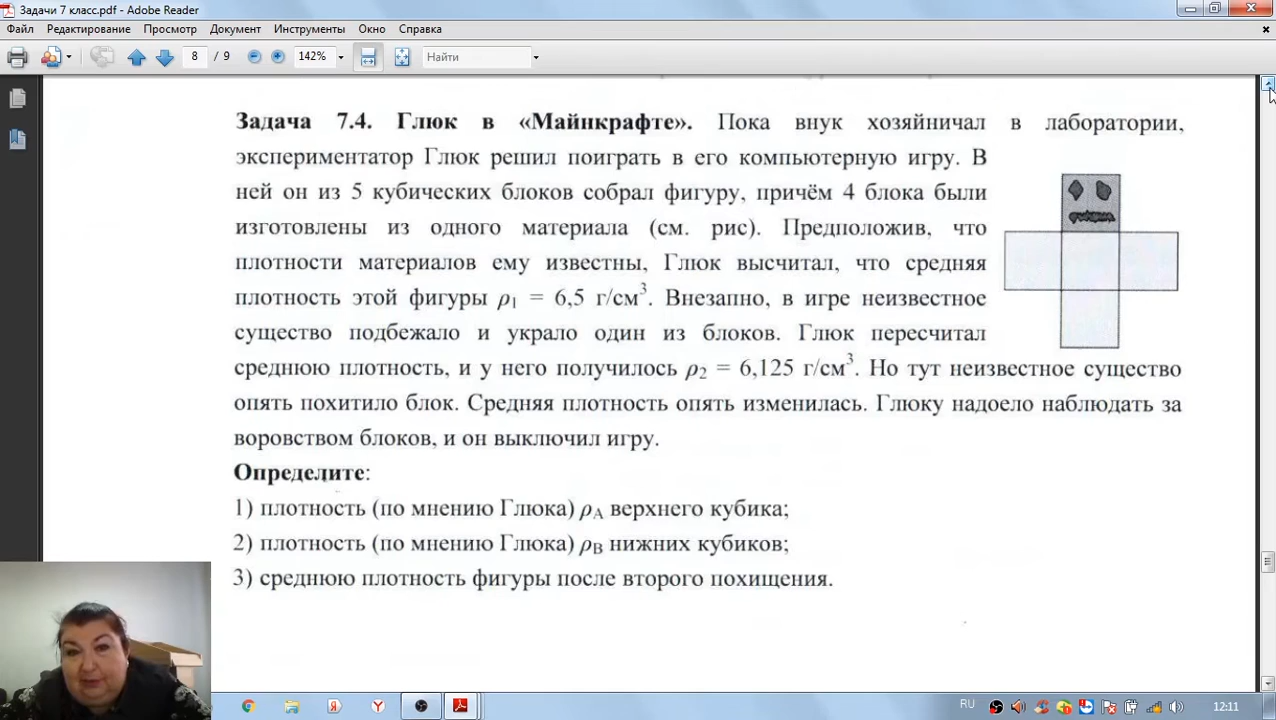 Задачи 7 класс.pdf - Adobe Reader
Файл Редактирование Просмотр Документ Инструменты Окно Справка
8 / 9 142% Найти
Задача 7.4. Глюк в «Майнкрафте». Пока внук хозяйничал в лаборатории,
экспериментатор Глюк решил поиграть в его компьютерную игру. В
ней он из 5 кубических блоков собрал фигуру, причём 4 блока были
изготовлены из одного материала (см. рис). Предположив, что
плотности материалов ему известны, Глюк высчитал, что средняя
плотность этой фигуры ρ₁ = 6,5 г/см³. Внезапно, в игре неизвестное
существо подбежало и украло один из блоков. Глюк пересчитал
среднюю плотность, и у него получилось ρ₂ = 6,125 г/см³. Но тут неизвестное существо
опять похитило блок. Средняя плотность опять изменилась. Глюку надоело наблюдать за
воровством блоков, и он выключил игру.
Определите:
1) плотность (по мнению Глюка) ρA верхнего кубика;
2) плотность (по мнению Глюка) ρB нижних кубиков;
3) среднюю плотность фигуры после второго похищения.
RU 12:11